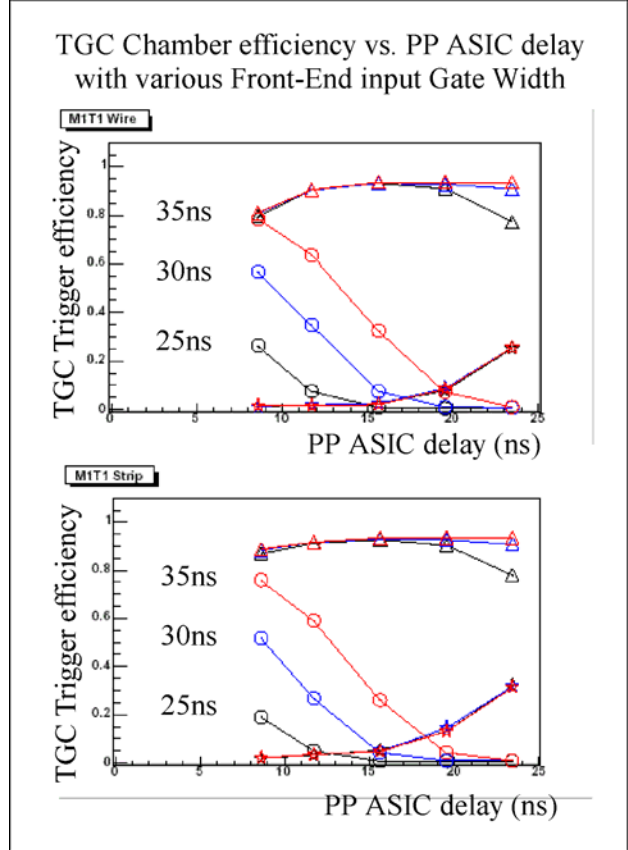 TGC Chamber efficiency vs. PP ASIC delay
with various Front-End input Gate Width
M1T1 Wire
TGC Trigger efficiency
1
0.8
0.6
0.4
0.2
0
35ns
30ns
25ns
0 5 10 15 20 25
PP ASIC delay (ns)
M1T1 Strip
TGC Trigger efficiency
1
0.8
0.6
0.4
0.2
0
35ns
30ns
25ns
0 5 10 15 20 25
PP ASIC delay (ns)